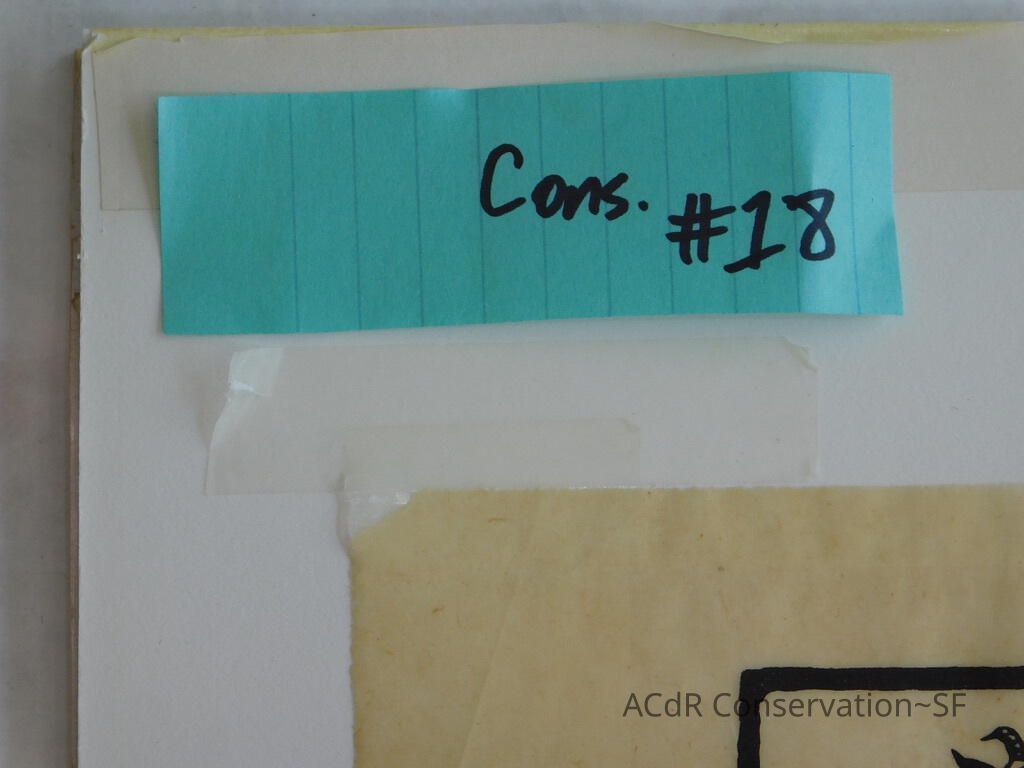 Cons. #18
ACdR Conservation~SF